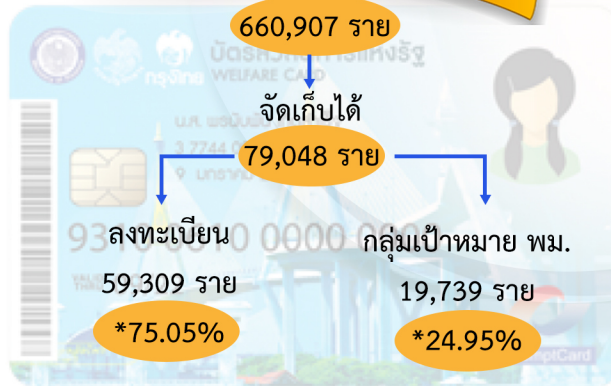 660,907 ราย
บัตรสวัสดิการแห่งรัฐ
กรุงไทย WELFARE CARD
จัดเก็บได้
79,048 ราย
ลงทะเบียน
กลุ่มเป้าหมาย พม.
59,309 ราย
19,739 ราย
*75.05%
*24.95%